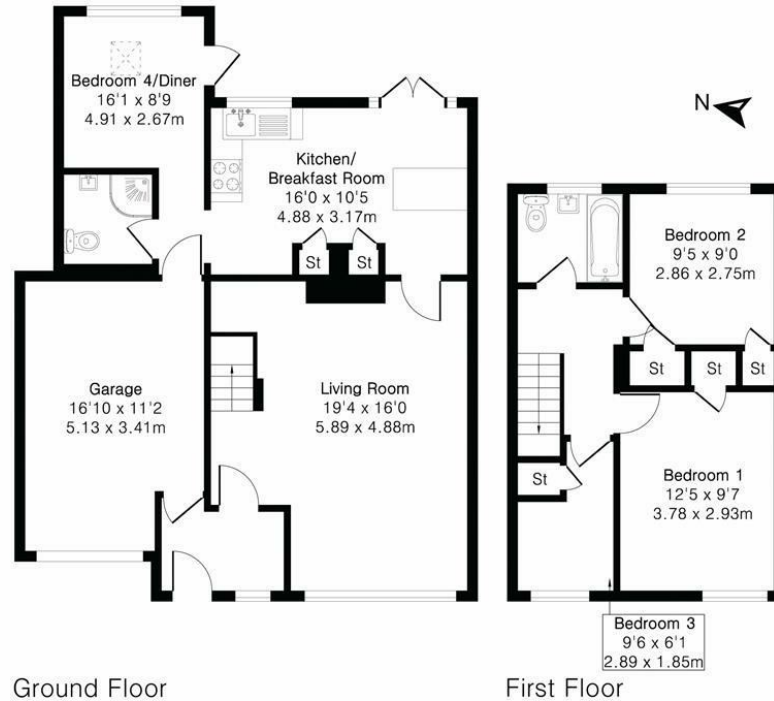 Bedroom 4/Diner
16'1 x 8'9
4.91 x 2.67m
Kitchen/
Breakfast Room
16'0 x 10'5
4.88 x 3.17m
St
St
Garage
16'10 x 11'2
5.13 x 3.41m
Living Room
19'4 x 16'0
5.89 x 4.88m
Ground Floor
N
Bedroom 2
9'5 x 9'0
2.86 x 2.75m
St
St
St
St
Bedroom 1
12'5 x 9'7
3.78 x 2.93m
Bedroom 3
9'6 x 6'1
2.89 x 1.85m
First Floor